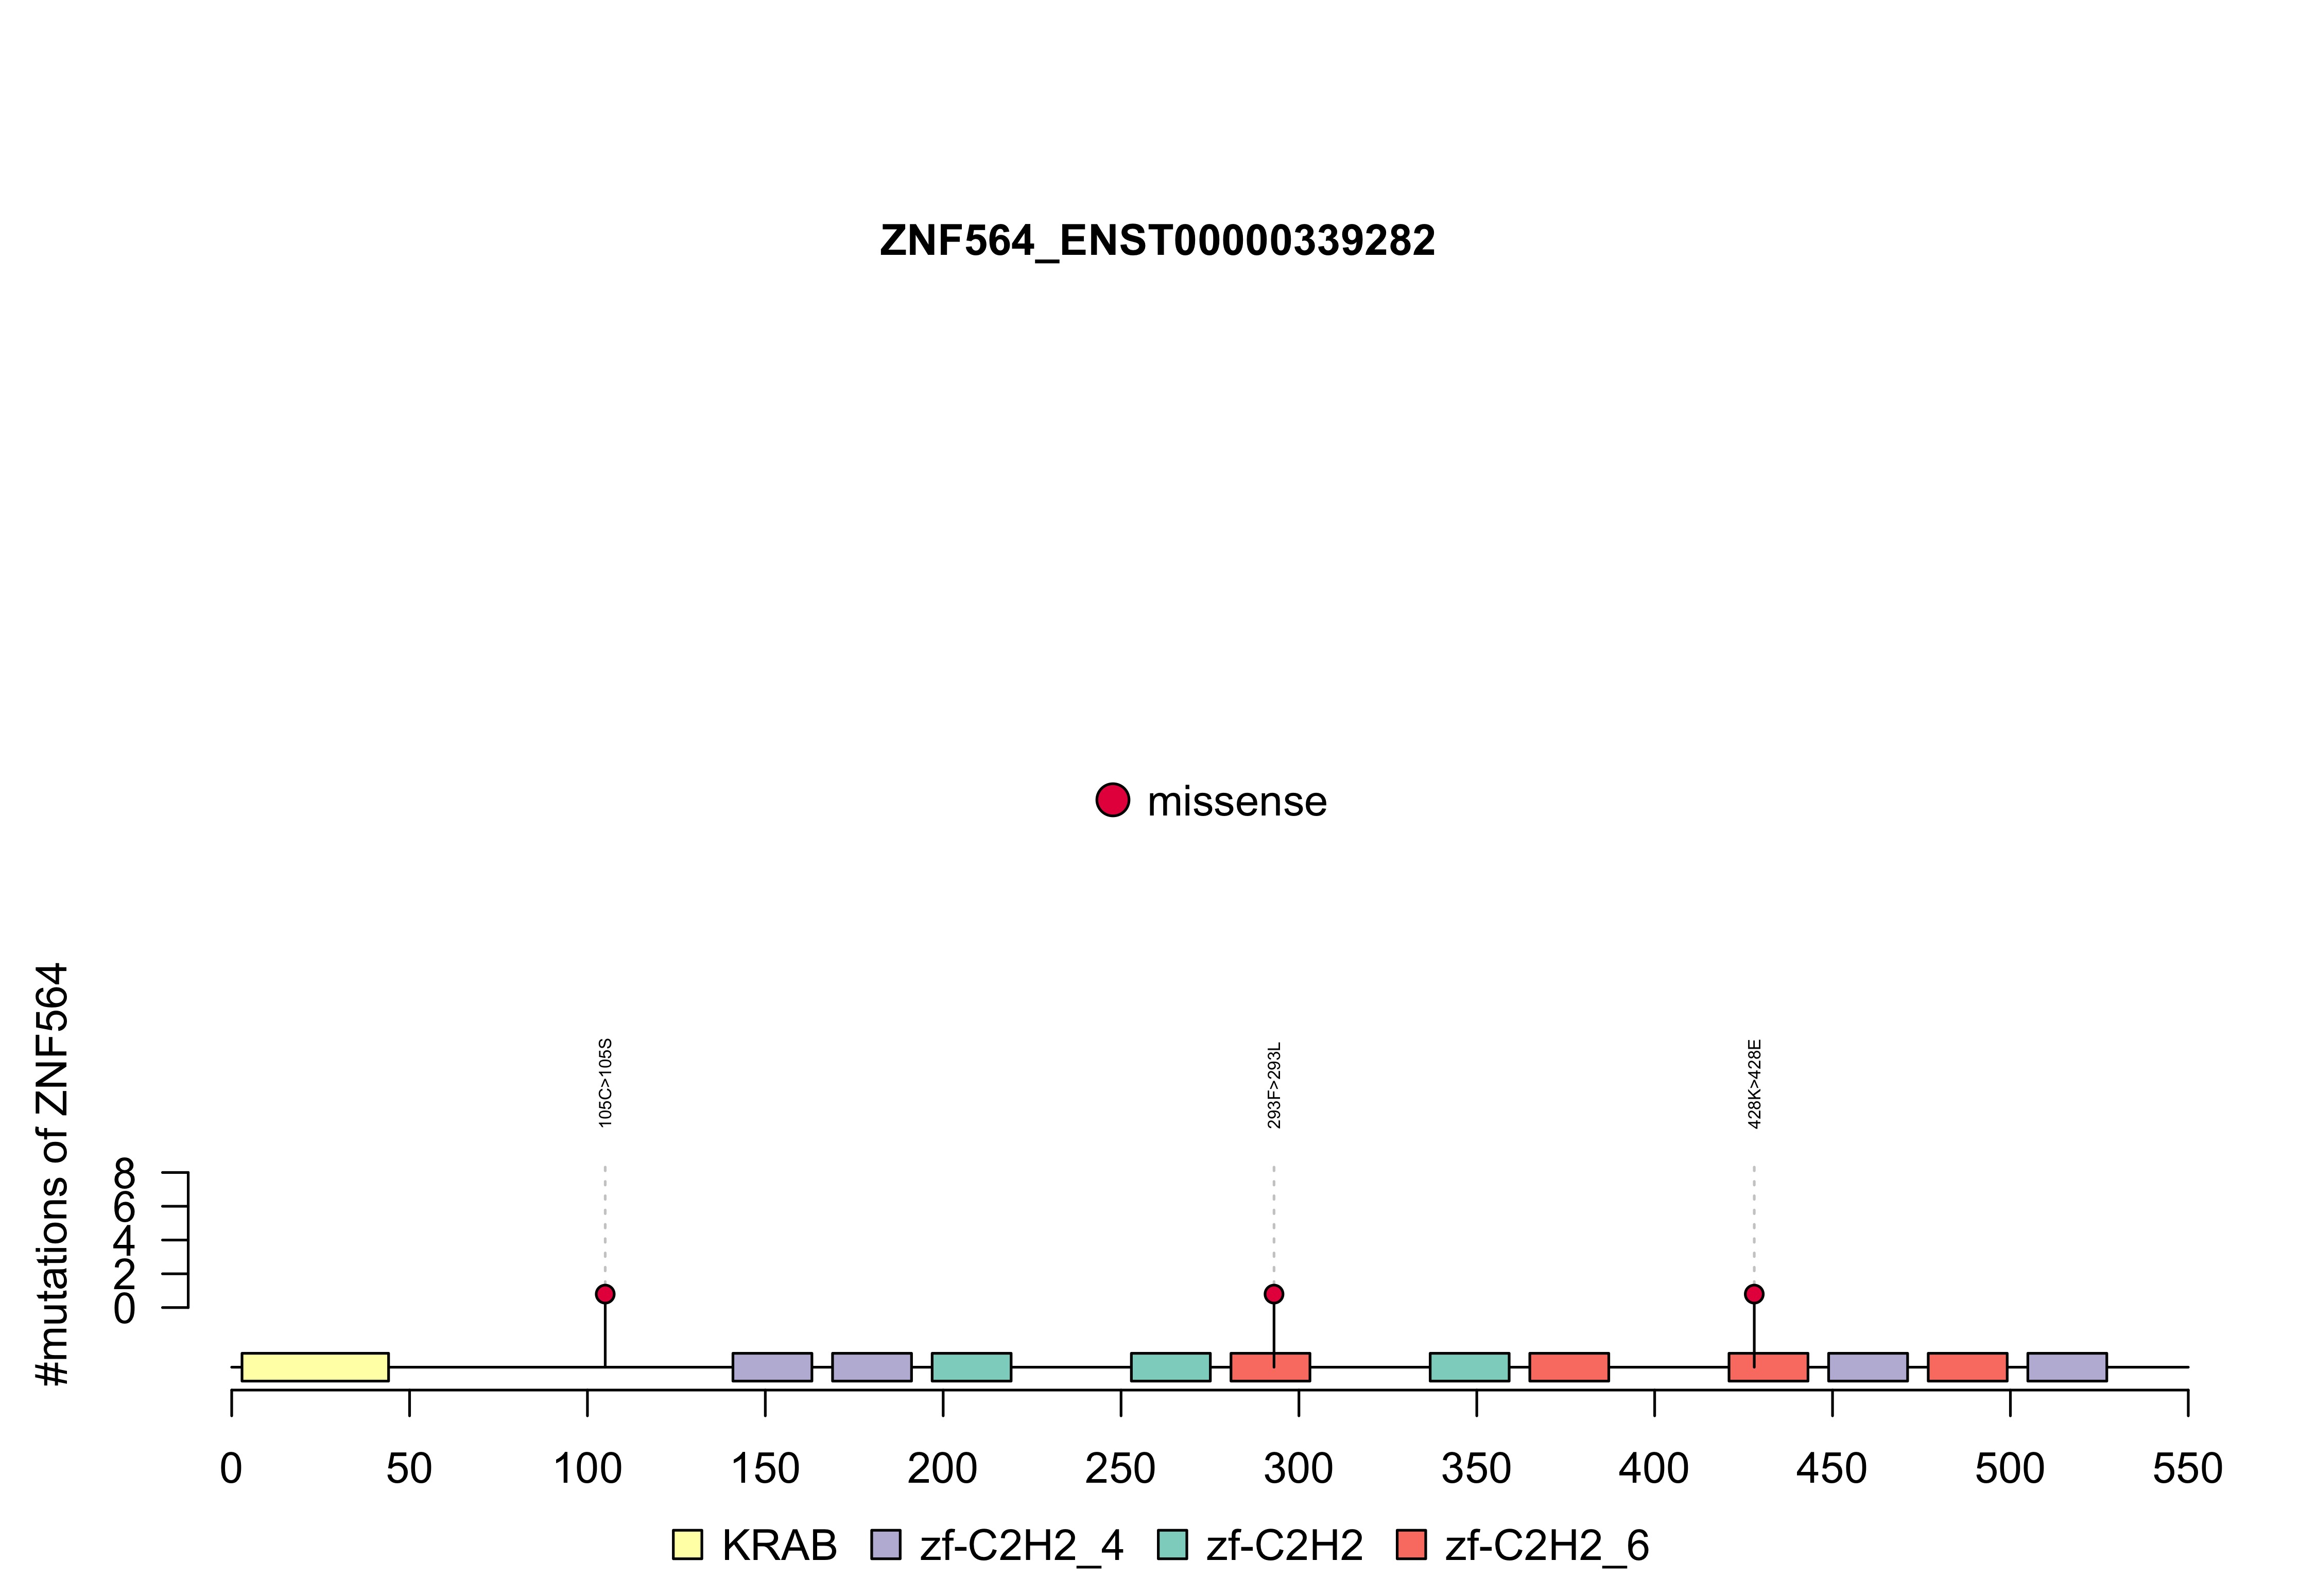 ZNF564_ENST00000339282
missense
#mutations of ZNF564
105C>105S
293F>293L
428K>428E
8
6
4
2
0
0 50 100 150 200 250 300 350 400 450 500 550
KRAB zf-C2H2_4 zf-C2H2 zf-C2H2_6